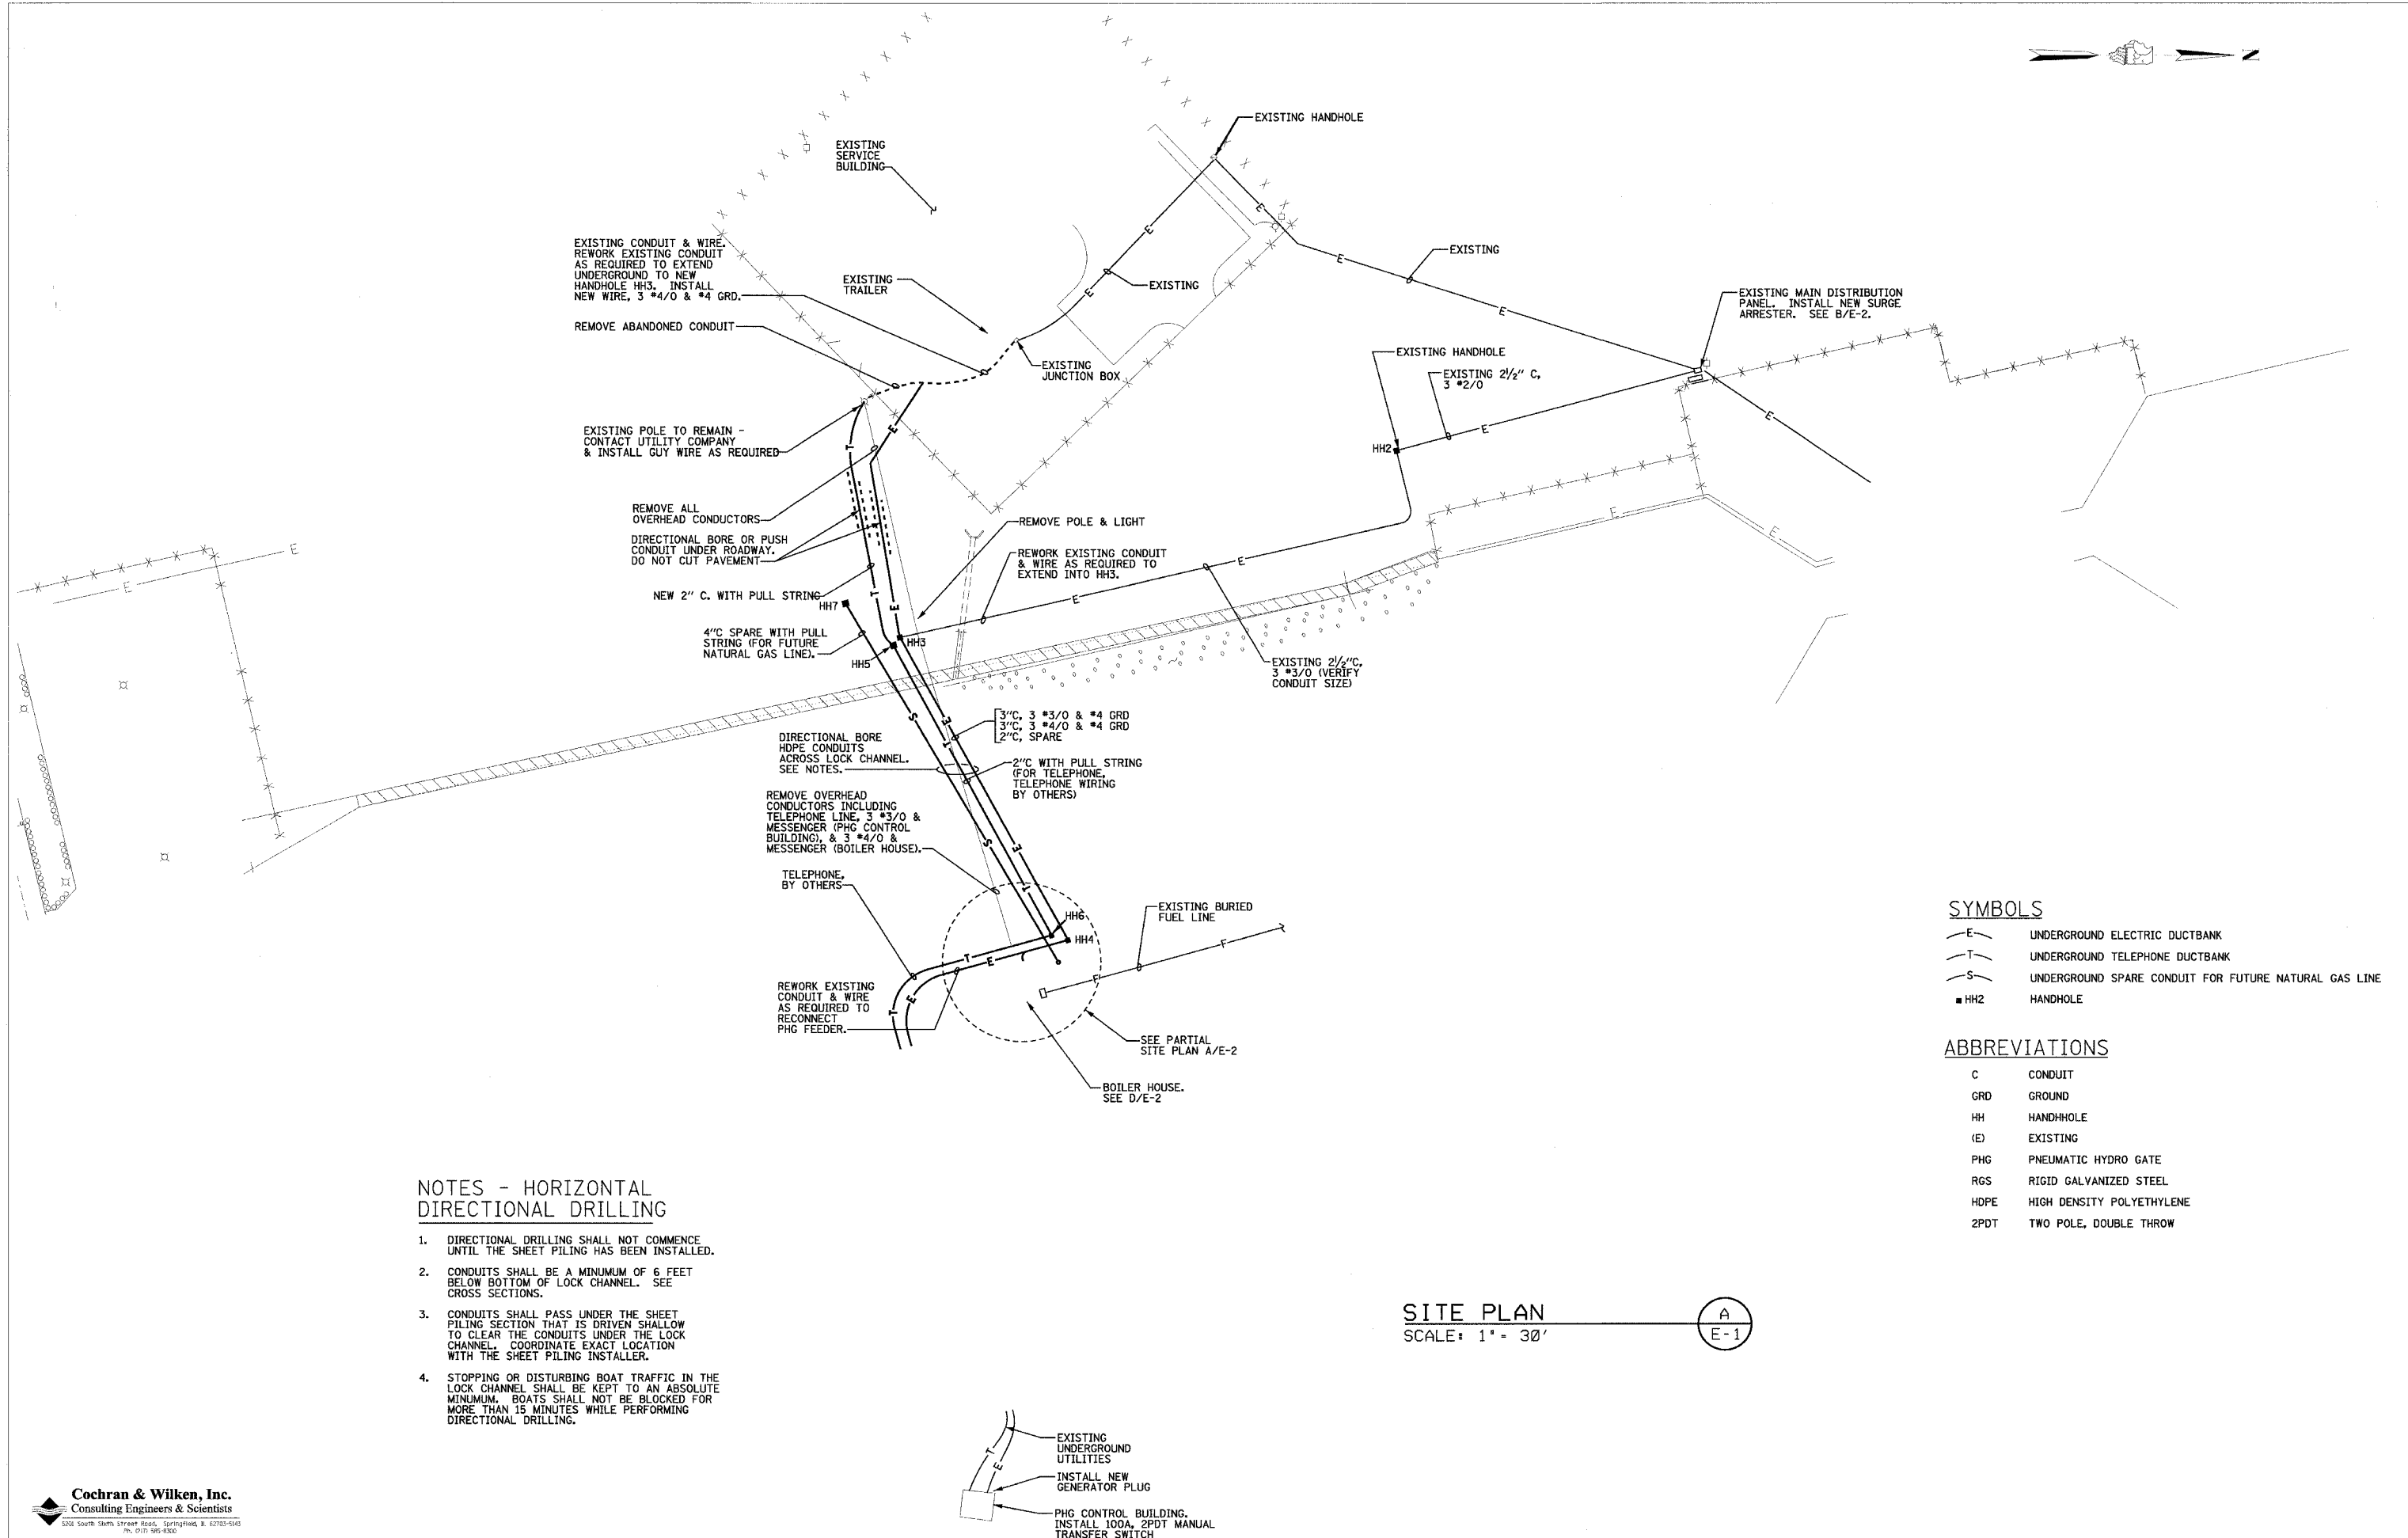 N
EXISTING HANDHOLE
EXISTING
SERVICE
BUILDING
E
E
EXISTING CONDUIT & WIRE.
REWORK EXISTING CONDUIT
AS REQUIRED TO EXTEND
UNDERGROUND TO NEW
HANDHOLE HH3. INSTALL
NEW WIRE, 3 #4/0 & #4 GRD.
EXISTING
TRAILER
EXISTING
E
EXISTING
E
E
E
EXISTING MAIN DISTRIBUTION
PANEL. INSTALL NEW SURGE
ARRESTER. SEE B/E-2.
REMOVE ABANDONED CONDUIT
EXISTING
JUNCTION BOX
EXISTING HANDHOLE
EXISTING 2½" C,
3 #2/0
E
E
HH2
EXISTING POLE TO REMAIN -
CONTACT UTILITY COMPANY
& INSTALL GUY WIRE AS REQUIRED
T
E
REMOVE ALL
OVERHEAD CONDUCTORS
REMOVE POLE & LIGHT
E
E
DIRECTIONAL BORE OR PUSH
CONDUIT UNDER ROADWAY.
DO NOT CUT PAVEMENT
REWORK EXISTING CONDUIT
& WIRE AS REQUIRED TO
EXTEND INTO HH3.
E
E
E
E
NEW 2" C. WITH PULL STRING
HH7
T
E
4"C SPARE WITH PULL
STRING (FOR FUTURE
NATURAL GAS LINE).
HH3
HH5
EXISTING 2½"C,
3 #3/0 (VERIFY
CONDUIT SIZE)
S
E
T
3"C, 3 #3/0 & #4 GRD
3"C, 3 #4/0 & #4 GRD
2"C, SPARE
DIRECTIONAL BORE
HDPE CONDUITS
ACROSS LOCK CHANNEL.
SEE NOTES.
2"C WITH PULL STRING
(FOR TELEPHONE,
TELEPHONE WIRING
BY OTHERS)
REMOVE OVERHEAD
CONDUCTORS INCLUDING
TELEPHONE LINE, 3 #3/0 &
MESSENGER (PHG CONTROL
BUILDING), & 3 #4/0 &
MESSENGER (BOILER HOUSE).
S
E
T
TELEPHONE,
BY OTHERS
HH6
HH4
EXISTING BURIED
FUEL LINE
F
F
T
E
E
T
REWORK EXISTING
CONDUIT & WIRE
AS REQUIRED TO
RECONNECT
PHG FEEDER.
SEE PARTIAL
SITE PLAN A/E-2
BOILER HOUSE.
SEE D/E-2
SYMBOLS
E UNDERGROUND ELECTRIC DUCTBANK
T UNDERGROUND TELEPHONE DUCTBANK
S UNDERGROUND SPARE CONDUIT FOR FUTURE NATURAL GAS LINE
HH2 HANDHOLE
ABBREVIATIONS
C CONDUIT
GRD GROUND
HH HANDHHOLE
(E) EXISTING
PHG PNEUMATIC HYDRO GATE
RGS RIGID GALVANIZED STEEL
HDPE HIGH DENSITY POLYETHYLENE
2PDT TWO POLE, DOUBLE THROW
NOTES - HORIZONTAL
DIRECTIONAL DRILLING
1. DIRECTIONAL DRILLING SHALL NOT COMMENCE
UNTIL THE SHEET PILING HAS BEEN INSTALLED.
2. CONDUITS SHALL BE A MINUMUM OF 6 FEET
BELOW BOTTOM OF LOCK CHANNEL. SEE
CROSS SECTIONS.
3. CONDUITS SHALL PASS UNDER THE SHEET
PILING SECTION THAT IS DRIVEN SHALLOW
TO CLEAR THE CONDUITS UNDER THE LOCK
CHANNEL. COORDINATE EXACT LOCATION
WITH THE SHEET PILING INSTALLER.
4. STOPPING OR DISTURBING BOAT TRAFFIC IN THE
LOCK CHANNEL SHALL BE KEPT TO AN ABSOLUTE
MINUMUM. BOATS SHALL NOT BE BLOCKED FOR
MORE THAN 15 MINUTES WHILE PERFORMING
DIRECTIONAL DRILLING.
SITE PLAN
SCALE: 1" = 30'
A
E-1
T
E
EXISTING
UNDERGROUND
UTILITIES
INSTALL NEW
GENERATOR PLUG
PHG CONTROL BUILDING.
INSTALL 100A, 2PDT MANUAL
TRANSFER SWITCH
Cochran & Wilken, Inc.
Consulting Engineers & Scientists
5201 South Sixth Street Road, Springfield, IL 62703-5143
Ph. (217) 585-8300